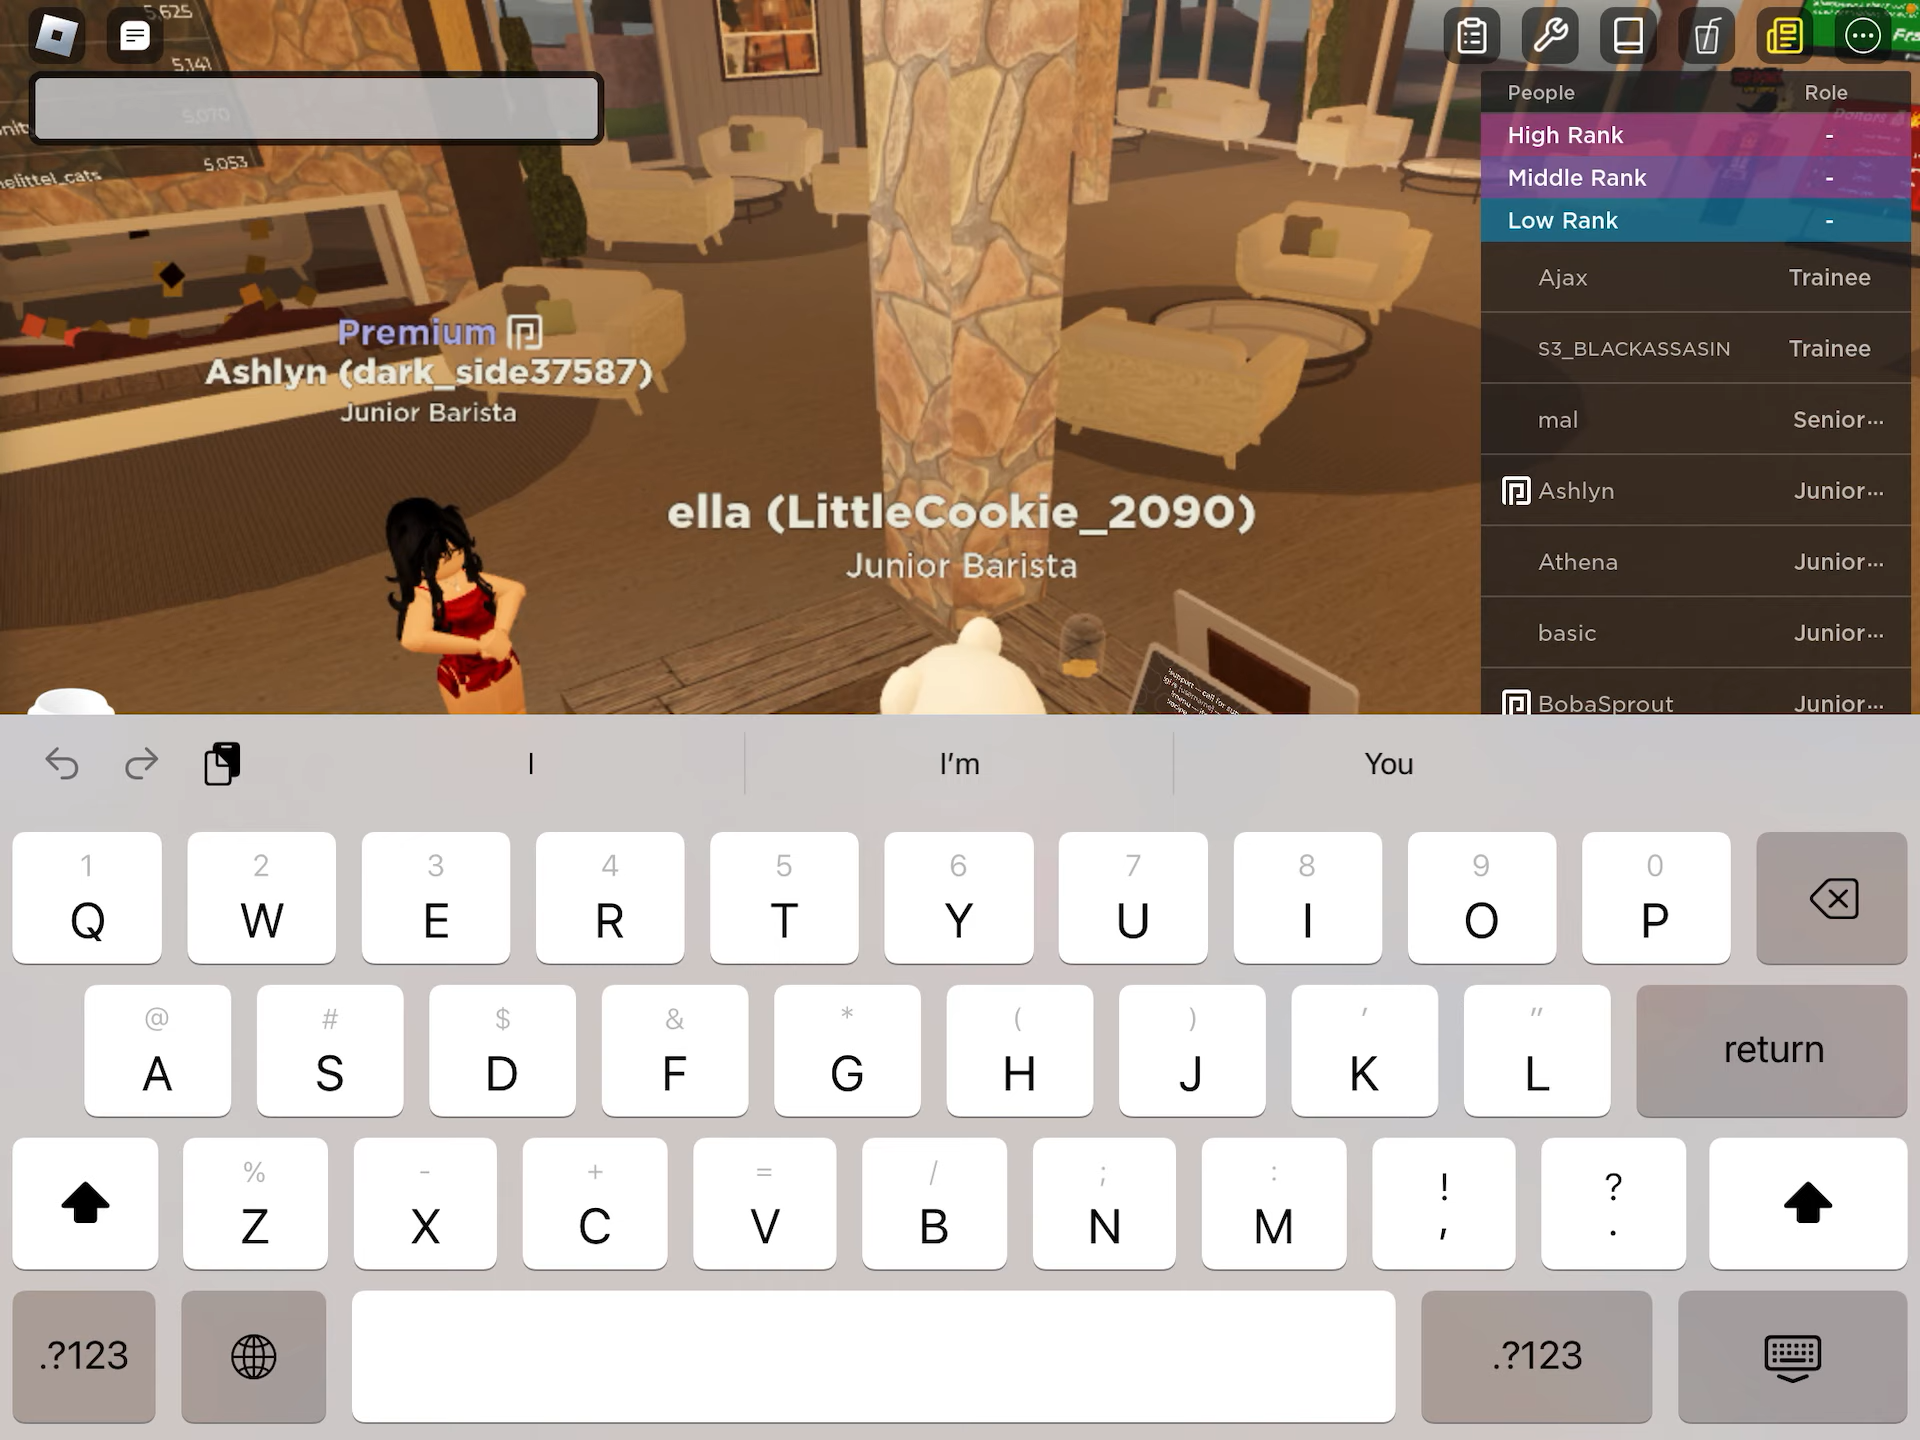 5,625
5,141
5,070
5,053
People Role
High Rank -
Middle Rank -
Low Rank -
Ajax Trainee
S3_BLACKASSASIN Trainee
mal Senior...
Ashlyn Junior...
Athena Junior...
basic Junior...
BobaSprout Junior...
Premium
Ashlyn (dark_side37587)
Junior Barista
ella (LittleCookie_2090)
Junior Barista
I I'm You
1 2 3 4 5 6 7 8 9 0
Q W E R T Y U I O P
@ # $ & * ( ) ' "
A S D F G H J K L return
% - + = / ; : ! ?
Z X C V B N M , .
.?123 .?123